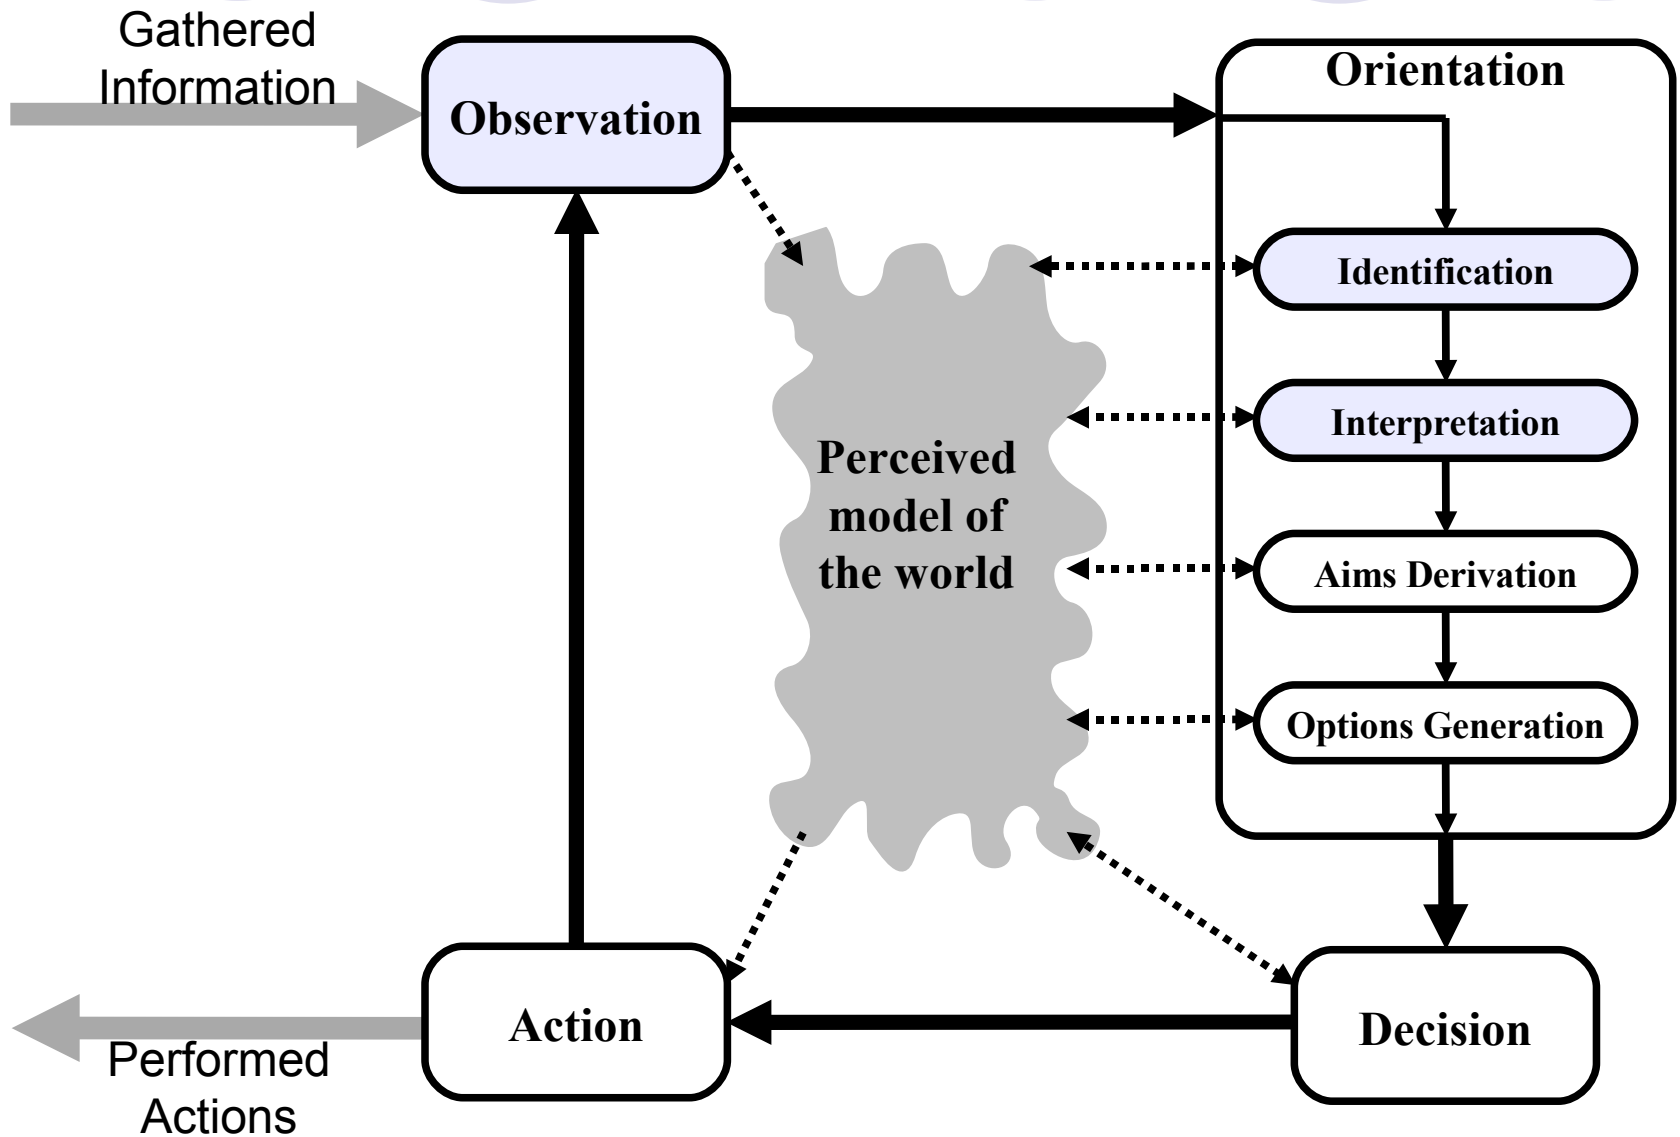 Gathered
Information
Observation
Orientation
Identification
Interpretation
Perceived
model of
the world
Aims Derivation
Options Generation
Action
Decision
Performed
Actions